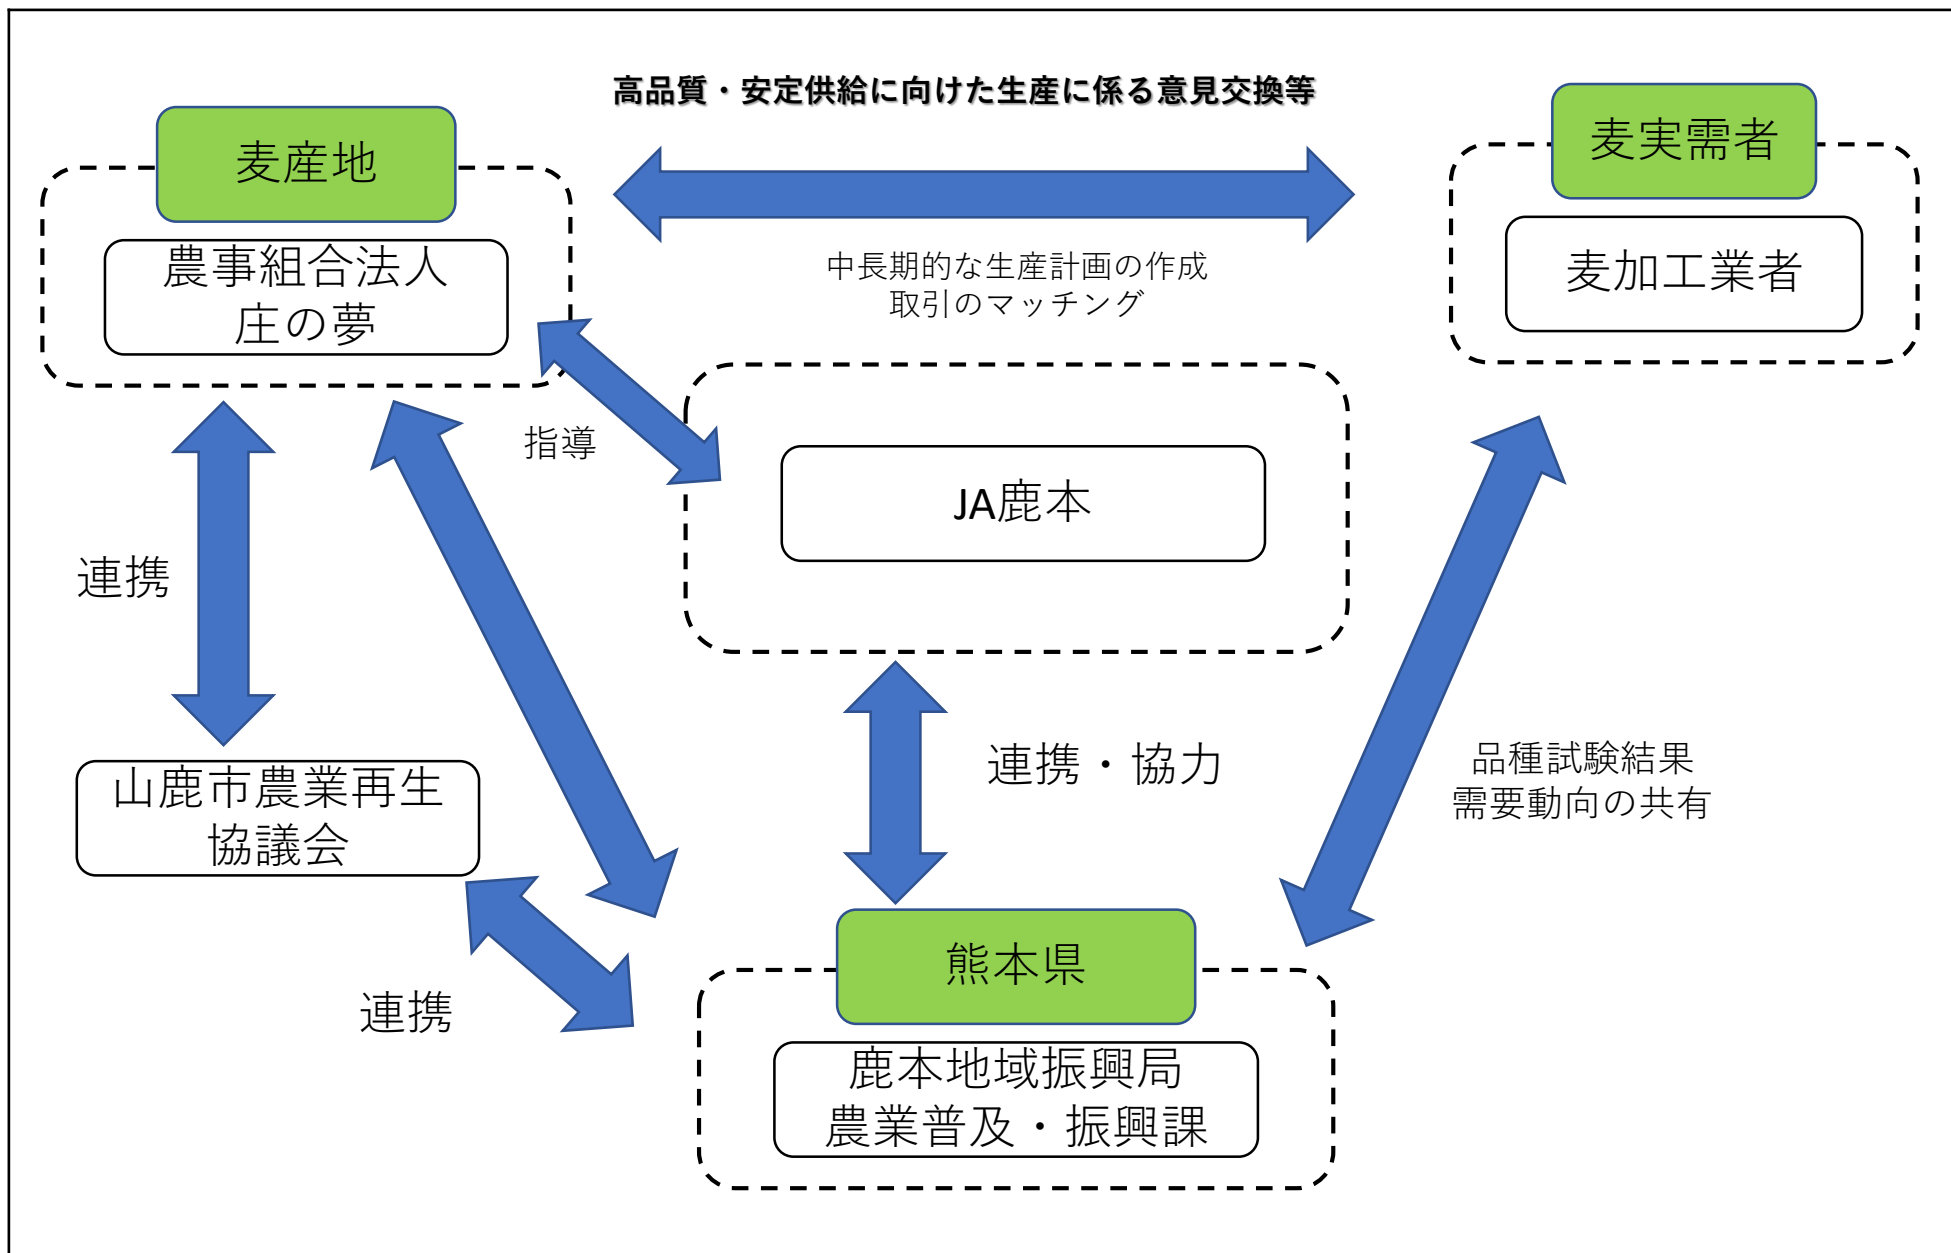 高品質・安定供給に向けた生産に係る意見交換等
麦産地
農事組合法人
庄の夢
麦実需者
麦加工業者
中長期的な生産計画の作成
取引のマッチング
指導
JA鹿本
連携
山鹿市農業再生
協議会
連携・協力
品種試験結果
需要動向の共有
連携
熊本県
鹿本地域振興局
農業普及・振興課